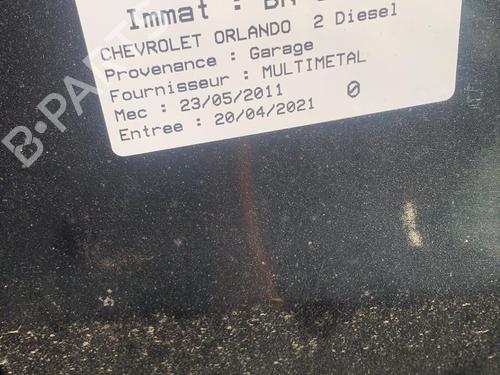 Immat :
CHEVROLET ORLANDO 2 Diesel
Provenance : Garage
Fournisseur : MULTIMETAL
Mec : 23/05/2011
Entree : 20/04/2021 0
B-PARTS